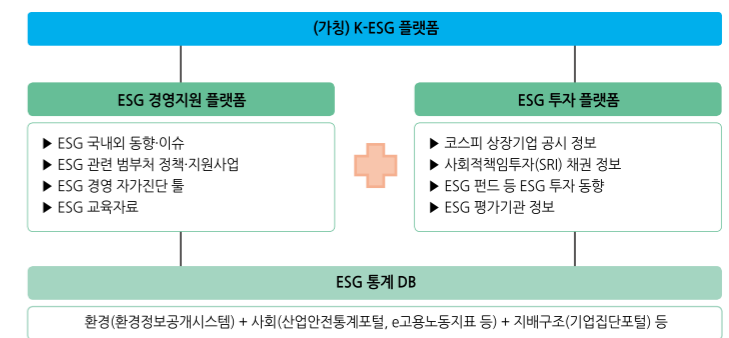 (가칭) K-ESG 플랫폼
ESG 경영지원 플랫폼
▶ ESG 국내외 동향·이슈
▶ ESG 관련 범부처 정책·지원사업
▶ ESG 경영 자가진단 툴
▶ ESG 교육자료
ESG 투자 플랫폼
▶ 코스피 상장기업 공시 정보
▶ 사회적책임투자(SRI) 채권 정보
▶ ESG 펀드 등 ESG 투자 동향
▶ ESG 평가기관 정보
ESG 통계 DB
환경(환경정보공개시스템) + 사회(산업안전통계포털, e고용노동지표 등) + 지배구조(기업집단포털) 등